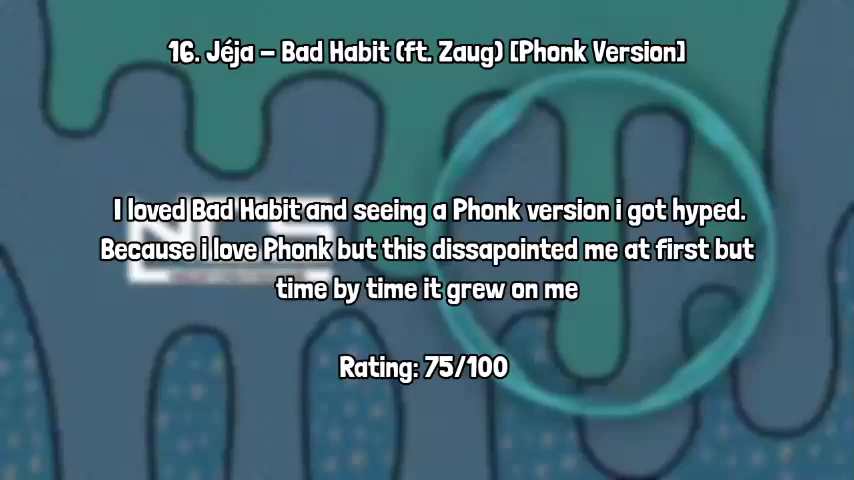 16. Jéja – Bad Habit (ft. Zaug) [Phonk Version]
I loved Bad Habit and seeing a Phonk version i got hyped.
Because i love Phonk but this dissapointed me at first but
time by time it grew on me
Rating: 75/100